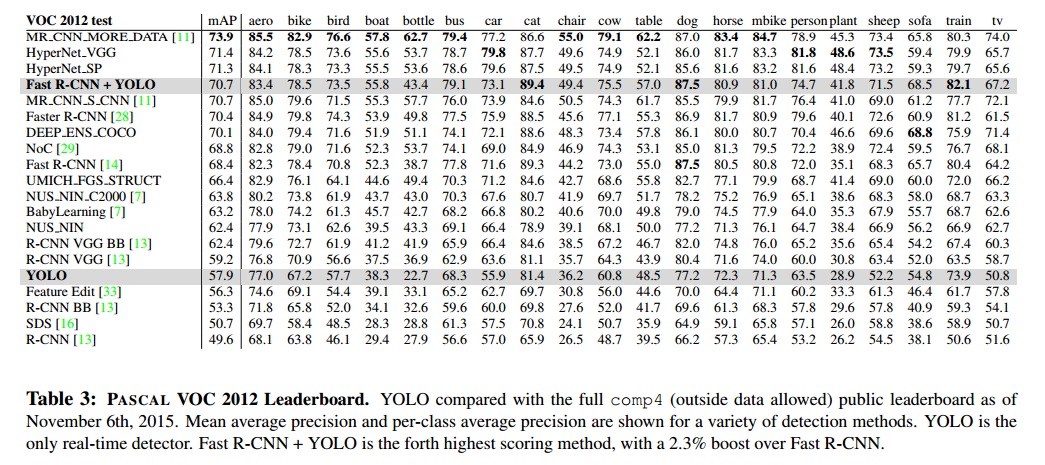 VOC 2012 test mAP aero bike bird boat bottle bus car cat chair cow table dog horse mbike person plant sheep sofa train tv
MR_CNN_MORE_DATA [11] 73.9 85.5 82.9 76.6 57.8 62.7 79.4 77.2 86.6 55.0 79.1 62.2 87.0 83.4 84.7 78.9 45.3 73.4 65.8 80.3 74.0
HyperNet_VGG 71.4 84.2 78.5 73.6 55.6 53.7 78.7 79.8 87.7 49.6 74.9 52.1 86.0 81.7 83.3 81.8 48.6 73.5 59.4 79.9 65.7
HyperNet_SP 71.3 84.1 78.3 73.3 55.5 53.6 78.6 79.6 87.5 49.5 74.9 52.1 85.6 81.6 83.2 81.6 48.4 73.2 59.3 79.7 65.6
Fast R-CNN + YOLO 70.7 83.4 78.5 73.5 55.8 43.4 79.1 73.1 89.4 49.4 75.5 57.0 87.5 80.9 81.0 74.7 41.8 71.5 68.5 82.1 67.2
MR_CNN_S_CNN [11] 70.7 85.0 79.6 71.5 55.3 57.7 76.0 73.9 84.6 50.5 74.3 61.7 85.5 79.9 81.7 76.4 41.0 69.0 61.2 77.7 72.1
Faster R-CNN [28] 70.4 84.9 79.8 74.3 53.9 49.8 77.5 75.9 88.5 45.6 77.1 55.3 86.9 81.7 80.9 79.6 40.1 72.6 60.9 81.2 61.5
DEEP_ENS_COCO 70.1 84.0 79.4 71.6 51.9 51.1 74.1 72.1 88.6 48.3 73.4 57.8 86.1 80.0 80.7 70.4 46.6 69.6 68.8 75.9 71.4
NoC [29] 68.8 82.8 79.0 71.6 52.3 53.7 74.1 69.0 84.9 46.9 74.3 53.1 85.0 81.3 79.5 72.2 38.9 72.4 59.5 76.7 68.1
Fast R-CNN [14] 68.4 82.3 78.4 70.8 52.3 38.7 77.8 71.6 89.3 44.2 73.0 55.0 87.5 80.5 80.8 72.0 35.1 68.3 65.7 80.4 64.2
UMICH_FGS_STRUCT 66.4 82.9 76.1 64.1 44.6 49.4 70.3 71.2 84.6 42.7 68.6 55.8 82.7 77.1 79.9 68.7 41.4 69.0 60.0 72.0 66.2
NUS_NIN_C2000 [7] 63.8 80.2 73.8 61.9 43.7 43.0 70.3 67.6 80.7 41.9 69.7 51.7 78.2 75.2 76.9 65.1 38.6 68.3 58.0 68.7 63.3
BabyLearning [7] 63.2 78.0 74.2 61.3 45.7 42.7 68.2 66.8 80.2 40.6 70.0 49.8 79.0 74.5 77.9 64.0 35.3 67.9 55.7 68.7 62.6
NUS_NIN 62.4 77.9 73.1 62.6 39.5 43.3 69.1 66.4 78.9 39.1 68.1 50.0 77.2 71.3 76.1 64.7 38.4 66.9 56.2 66.9 62.7
R-CNN VGG BB [13] 62.4 79.6 72.7 61.9 41.2 41.9 65.9 66.4 84.6 38.5 67.2 46.7 82.0 74.8 76.0 65.2 35.6 65.4 54.2 67.4 60.3
R-CNN VGG [13] 59.2 76.8 70.9 56.6 37.5 36.9 62.9 63.6 81.1 35.7 64.3 43.9 80.4 71.6 74.0 60.0 30.8 63.4 52.0 63.5 58.7
YOLO 57.9 77.0 67.2 57.7 38.3 22.7 68.3 55.9 81.4 36.2 60.8 48.5 77.2 72.3 71.3 63.5 28.9 52.2 54.8 73.9 50.8
Feature Edit [33] 56.3 74.6 69.1 54.4 39.1 33.1 65.2 62.7 69.7 30.8 56.0 44.6 70.0 64.4 71.1 60.2 33.3 61.3 46.4 61.7 57.8
R-CNN BB [13] 53.3 71.8 65.8 52.0 34.1 32.6 59.6 60.0 69.8 27.6 52.0 41.7 69.6 61.3 68.3 57.8 29.6 57.8 40.9 59.3 54.1
SDS [16] 50.7 69.7 58.4 48.5 28.3 28.8 61.3 57.5 70.8 24.1 50.7 35.9 64.9 59.1 65.8 57.1 26.0 58.8 38.6 58.9 50.7
R-CNN [13] 49.6 68.1 63.8 46.1 29.4 27.9 56.6 57.0 65.9 26.5 48.7 39.5 66.2 57.3 65.4 53.2 26.2 54.5 38.1 50.6 51.6
Table 3: PASCAL VOC 2012 Leaderboard. YOLO compared with the full comp4 (outside data allowed) public leaderboard as of
November 6th, 2015. Mean average precision and per-class average precision are shown for a variety of detection methods. YOLO is the
only real-time detector. Fast R-CNN + YOLO is the forth highest scoring method, with a 2.3% boost over Fast R-CNN.